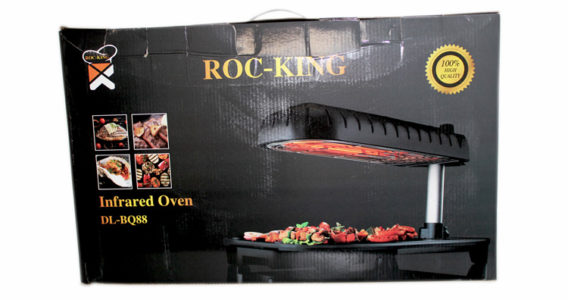 ROC-KING
ROC-KING
100%
HIGH
QUALITY
Infrared Oven
DL-BQ88